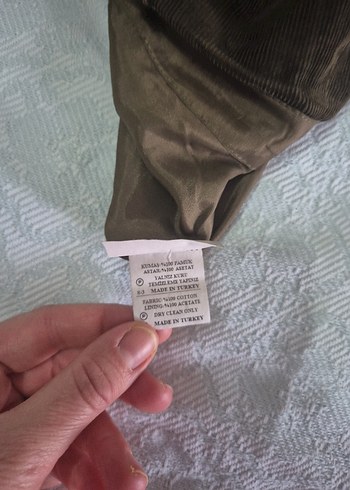 KUMAŞ-%100 PAMUK
ASTAR-%100 ASETAT
YALNIZ KURU
P TEMİZLEME YAPINIZ
MADE IN TURKEY
FABRIC %100 COTTON
LINING-%100 ACETATE
P DRY CLEAN ONLY
MADE IN TURKEY